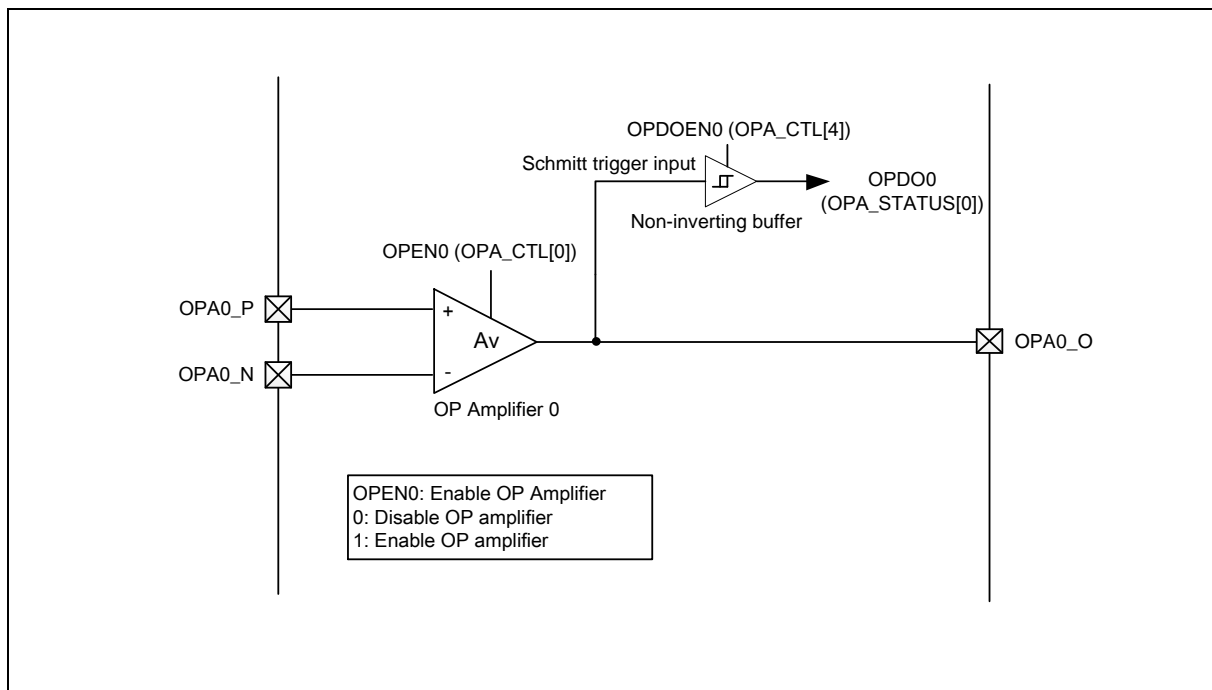 OPDOEN0 (OPA_CTL[4])
Schmitt trigger input
OPDO0
(OPA_STATUS[0])
Non-inverting buffer
OPEN0 (OPA_CTL[0])
OPA0_P
+
Av
OPA0_O
OPA0_N
-
OP Amplifier 0
OPEN0: Enable OP Amplifier
0: Disable OP amplifier
1: Enable OP amplifier